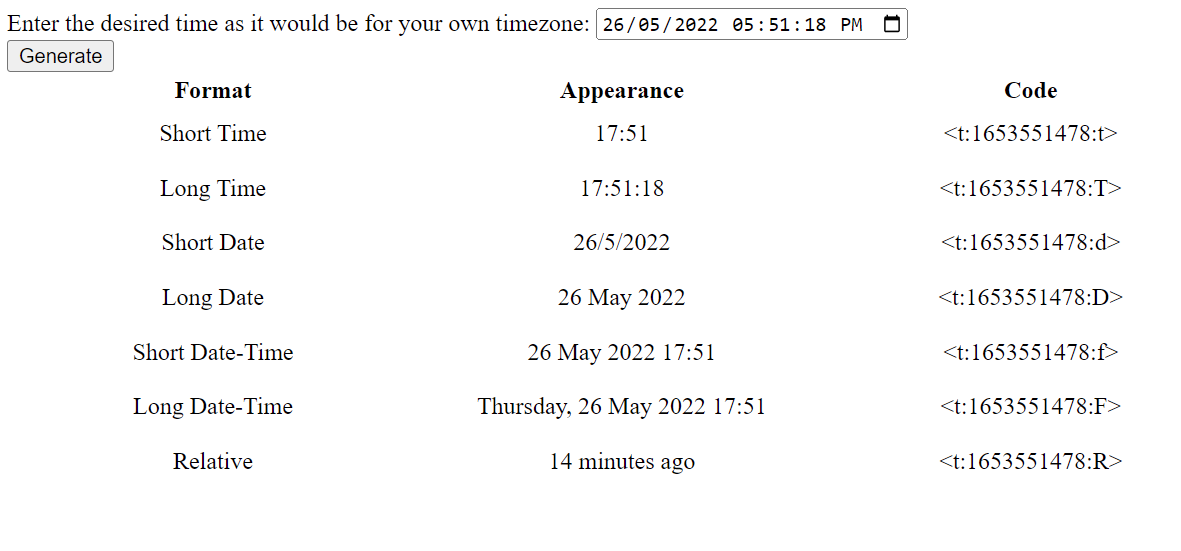 Enter the desired time as it would be for your own timezone: 26/05/2022 05:51:18 PM
Generate
Format Appearance Code
Short Time 17:51 <t:1653551478:t>
Long Time 17:51:18 <t:1653551478:T>
Short Date 26/5/2022 <t:1653551478:d>
Long Date 26 May 2022 <t:1653551478:D>
Short Date-Time 26 May 2022 17:51 <t:1653551478:f>
Long Date-Time Thursday, 26 May 2022 17:51 <t:1653551478:F>
Relative 14 minutes ago <t:1653551478:R>